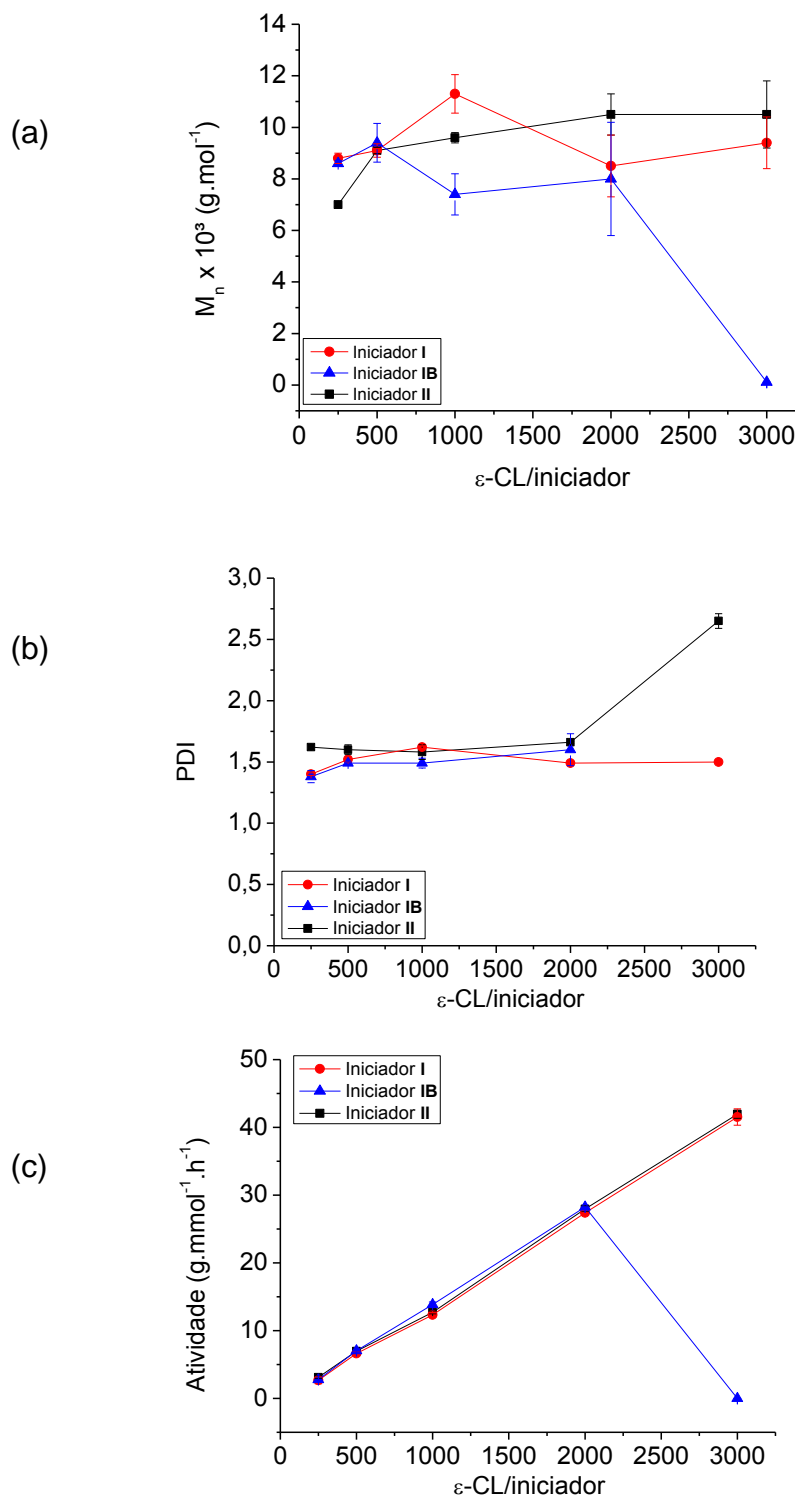 (a)
M_n x 10³ (g.mol⁻¹)
14
12
10
8
6
4
2
0
Iniciador I
Iniciador IB
Iniciador II
0 500 1000 1500 2000 2500 3000
ε-CL/iniciador
(b)
PDI
3,0
2,5
2,0
1,5
1,0
0,5
0,0
Iniciador I
Iniciador IB
Iniciador II
0 500 1000 1500 2000 2500 3000
ε-CL/iniciador
(c)
Atividade (g.mmol⁻¹.h⁻¹)
50
40
30
20
10
0
Iniciador I
Iniciador IB
Iniciador II
0 500 1000 1500 2000 2500 3000
ε-CL/iniciador